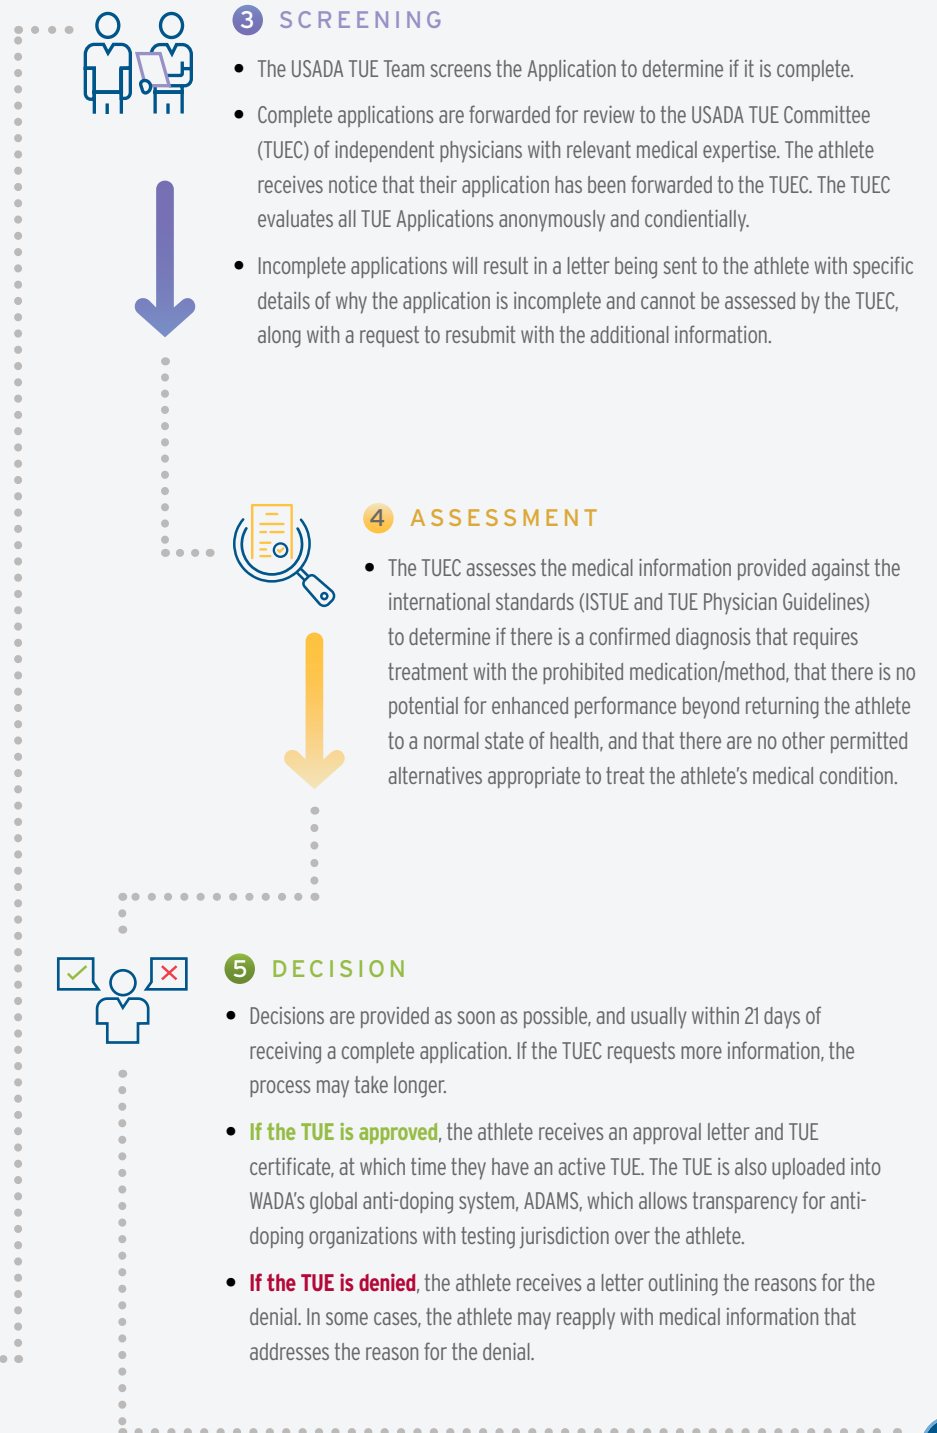 3 SCREENING
• The USADA TUE Team screens the Application to determine if it is complete.
• Complete applications are forwarded for review to the USADA TUE Committee
(TUEC) of independent physicians with relevant medical expertise. The athlete
receives notice that their application has been forwarded to the TUEC. The TUEC
evaluates all TUE Applications anonymously and condientially.
• Incomplete applications will result in a letter being sent to the athlete with specific
details of why the application is incomplete and cannot be assessed by the TUEC,
along with a request to resubmit with the additional information.
4 ASSESSMENT
• The TUEC assesses the medical information provided against the
international standards (ISTUE and TUE Physician Guidelines)
to determine if there is a confirmed diagnosis that requires
treatment with the prohibited medication/method, that there is no
potential for enhanced performance beyond returning the athlete
to a normal state of health, and that there are no other permitted
alternatives appropriate to treat the athlete's medical condition.
5 DECISION
• Decisions are provided as soon as possible, and usually within 21 days of
receiving a complete application. If the TUEC requests more information, the
process may take longer.
• If the TUE is approved, the athlete receives an approval letter and TUE
certificate, at which time they have an active TUE. The TUE is also uploaded into
WADA's global anti-doping system, ADAMS, which allows transparency for anti-
doping organizations with testing jurisdiction over the athlete.
• If the TUE is denied, the athlete receives a letter outlining the reasons for the
denial. In some cases, the athlete may reapply with medical information that
addresses the reason for the denial.